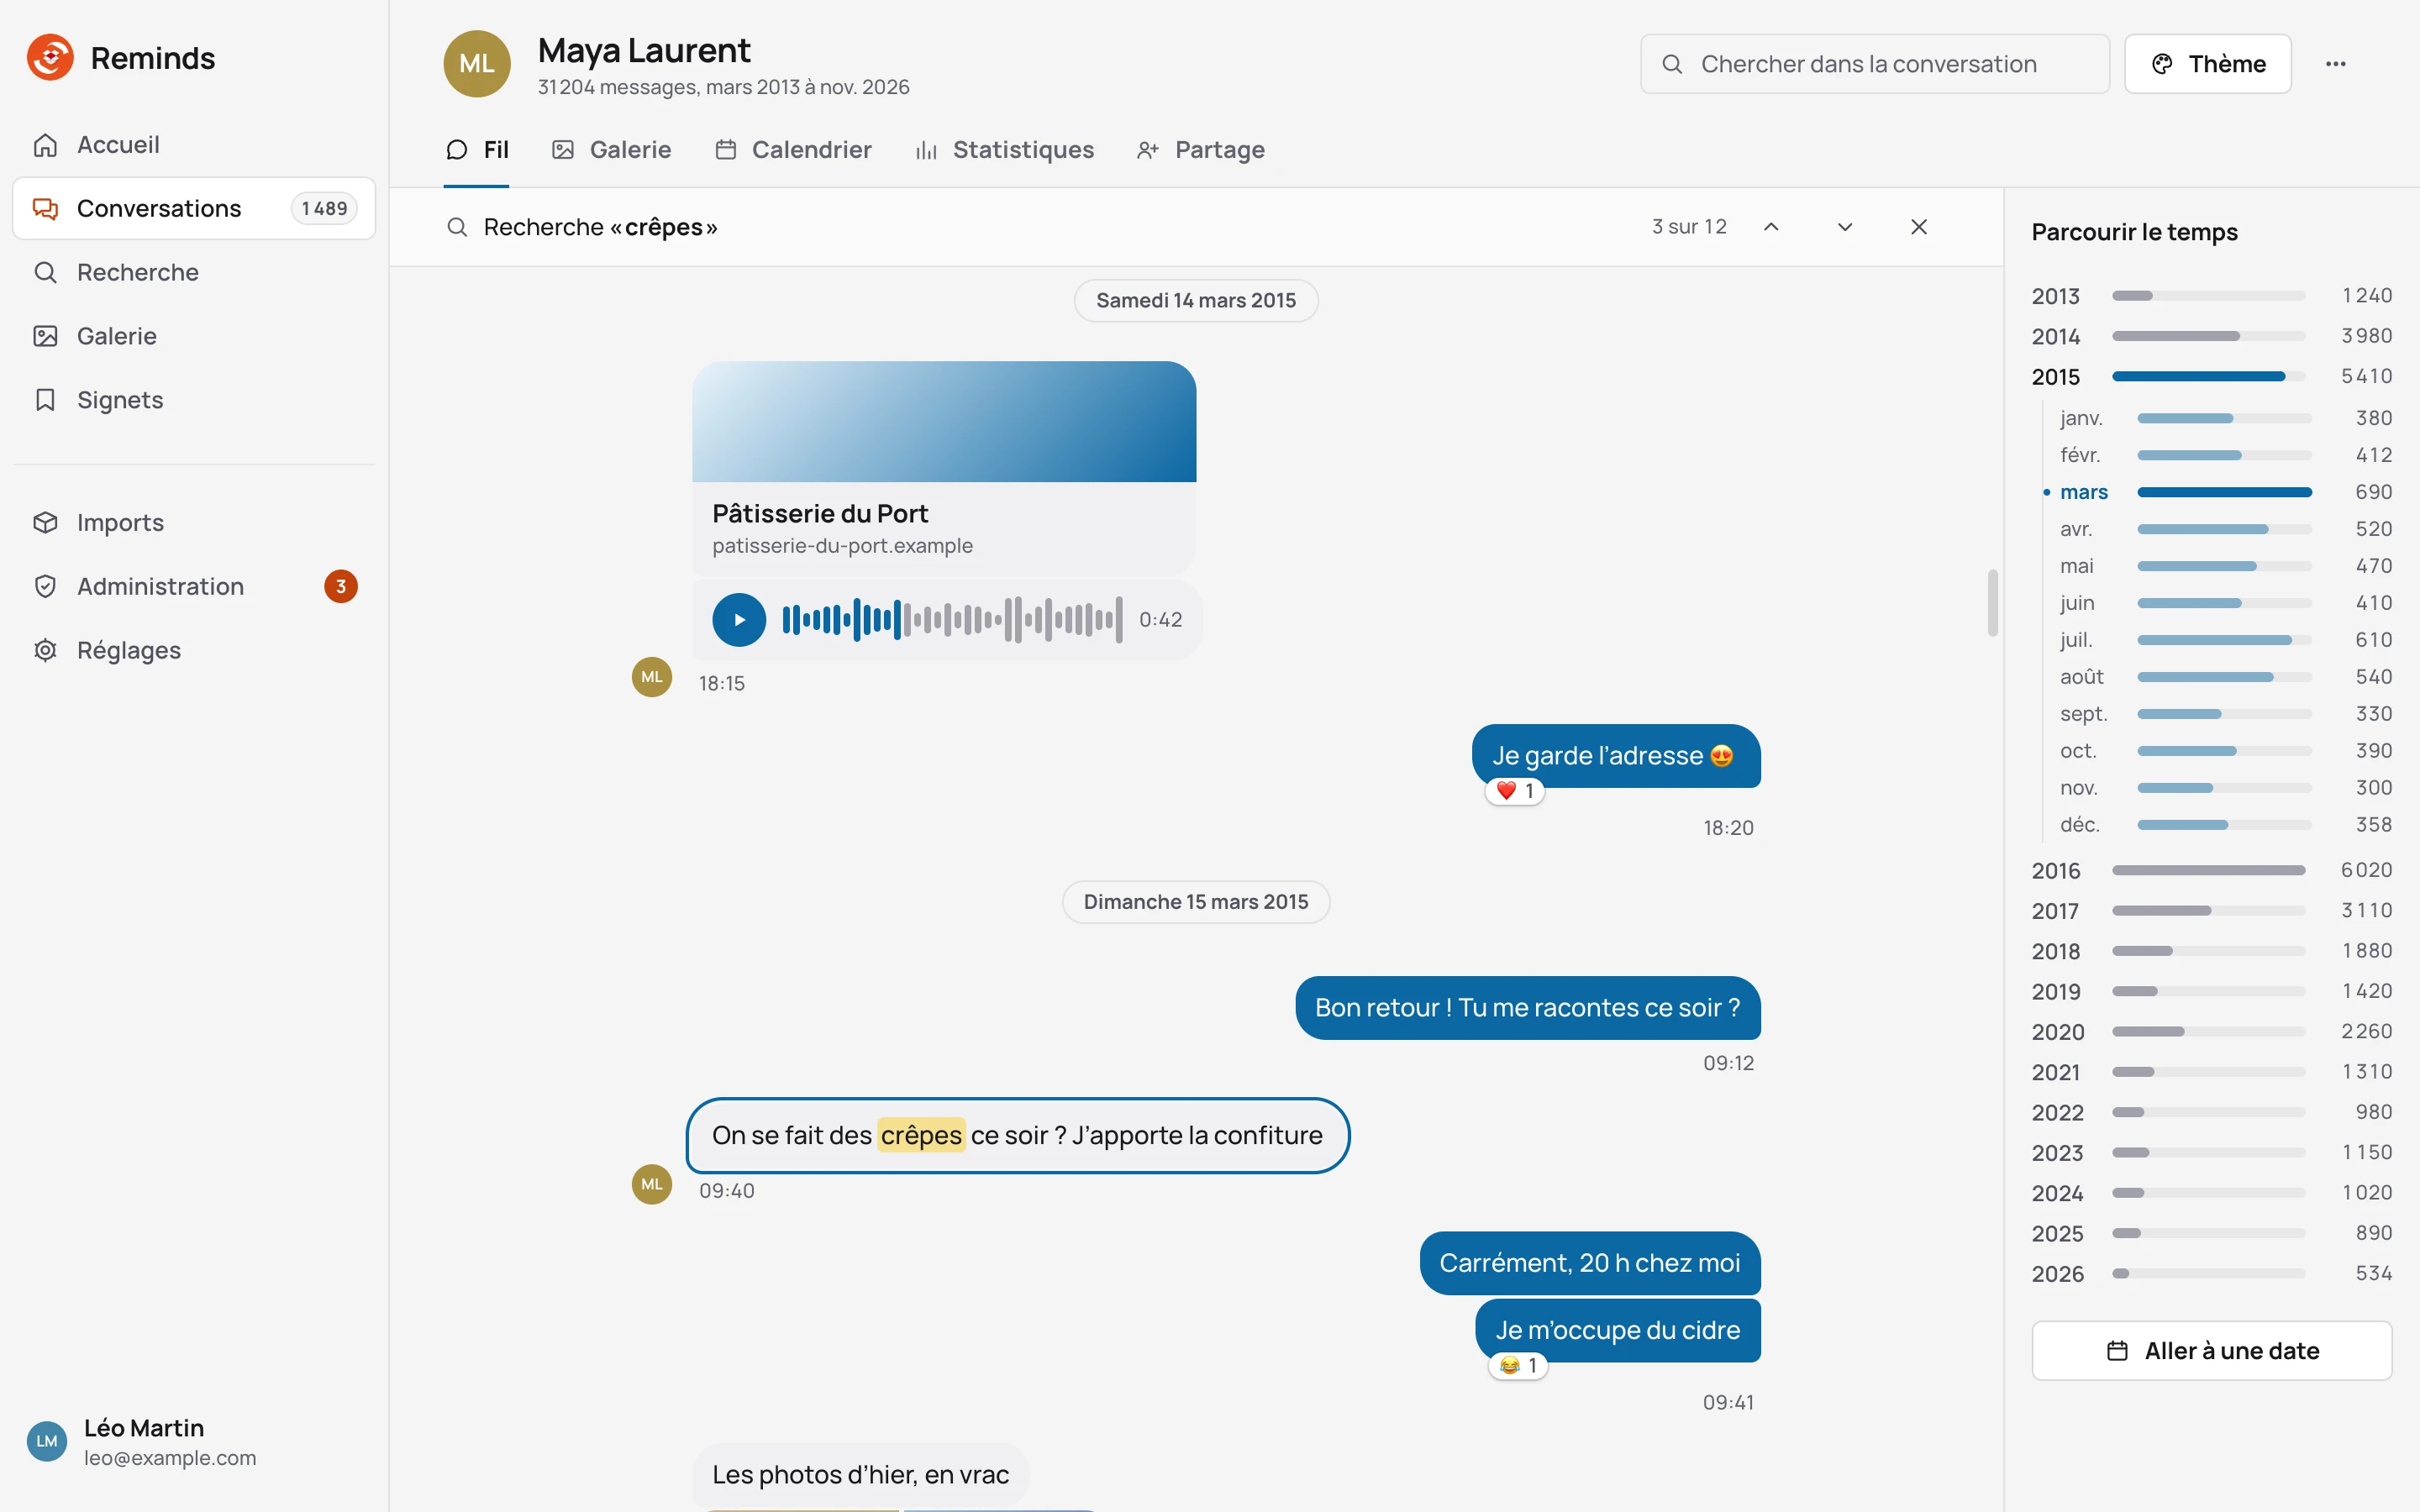 Reminds
Accueil
Conversations 1 489
Recherche
Galerie
Signets
Imports
Administration 3
Réglages
LM
Léo Martin
leo@example.com
ML
Maya Laurent
31 204 messages, mars 2013 à nov. 2026
Chercher dans la conversation
Thème
Fil
Galerie
Calendrier
Statistiques
Partage
Recherche « crêpes »
3 sur 12
Samedi 14 mars 2015
Pâtisserie du Port
patisserie-du-port.example
0:42
ML
18:15
Je garde l’adresse 😍
❤️ 1
18:20
Dimanche 15 mars 2015
Bon retour ! Tu me racontes ce soir ?
09:12
On se fait des crêpes ce soir ? J’apporte la confiture
ML
09:40
Carrément, 20 h chez moi
Je m’occupe du cidre
😂 1
09:41
Les photos d’hier, en vrac
Parcourir le temps
2013 1 240
2014 3 980
2015 5 410
janv. 380
févr. 412
mars 690
avr. 520
mai 470
juin 410
juil. 610
août 540
sept. 330
oct. 390
nov. 300
déc. 358
2016 6 020
2017 3 110
2018 1 880
2019 1 420
2020 2 260
2021 1 310
2022 980
2023 1 150
2024 1 020
2025 890
2026 534
Aller à une date